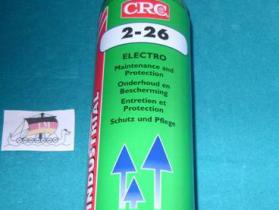 CRC
2-26
ELECTRO
Maintenance and
Protection
Onderhoud en
Bescherming
Entretien et
Protection
Schutz und Pflege
INDUSTRIAL